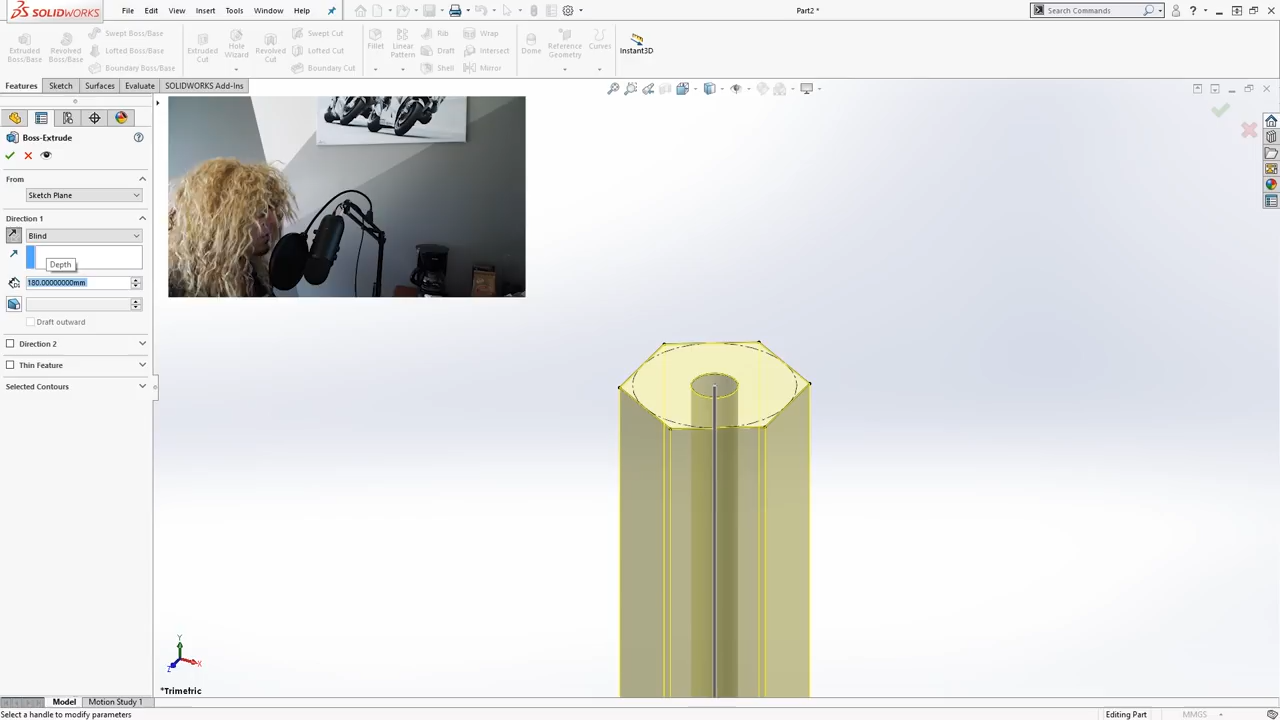 SOLIDWORKS
File Edit View Insert Tools Window Help
Part2 *
Search Commands
Extruded Boss/Base
Revolved Boss/Base
Swept Boss/Base
Lofted Boss/Base
Boundary Boss/Base
Extruded Cut
Hole Wizard
Revolved Cut
Swept Cut
Lofted Cut
Boundary Cut
Fillet
Linear Pattern
Rib
Draft
Shell
Wrap
Intersect
Mirror
Dome
Reference Geometry
Curves
Instant3D
Features Sketch Surfaces Evaluate SOLIDWORKS Add-Ins
Boss-Extrude
From
Sketch Plane
Direction 1
Blind
Depth
180.00000000mm
Draft outward
Direction 2
Thin Feature
Selected Contours
Y
X
Z
*Trimetric
Model Motion Study 1
Select a handle to modify parameters
Editing Part
MMGS